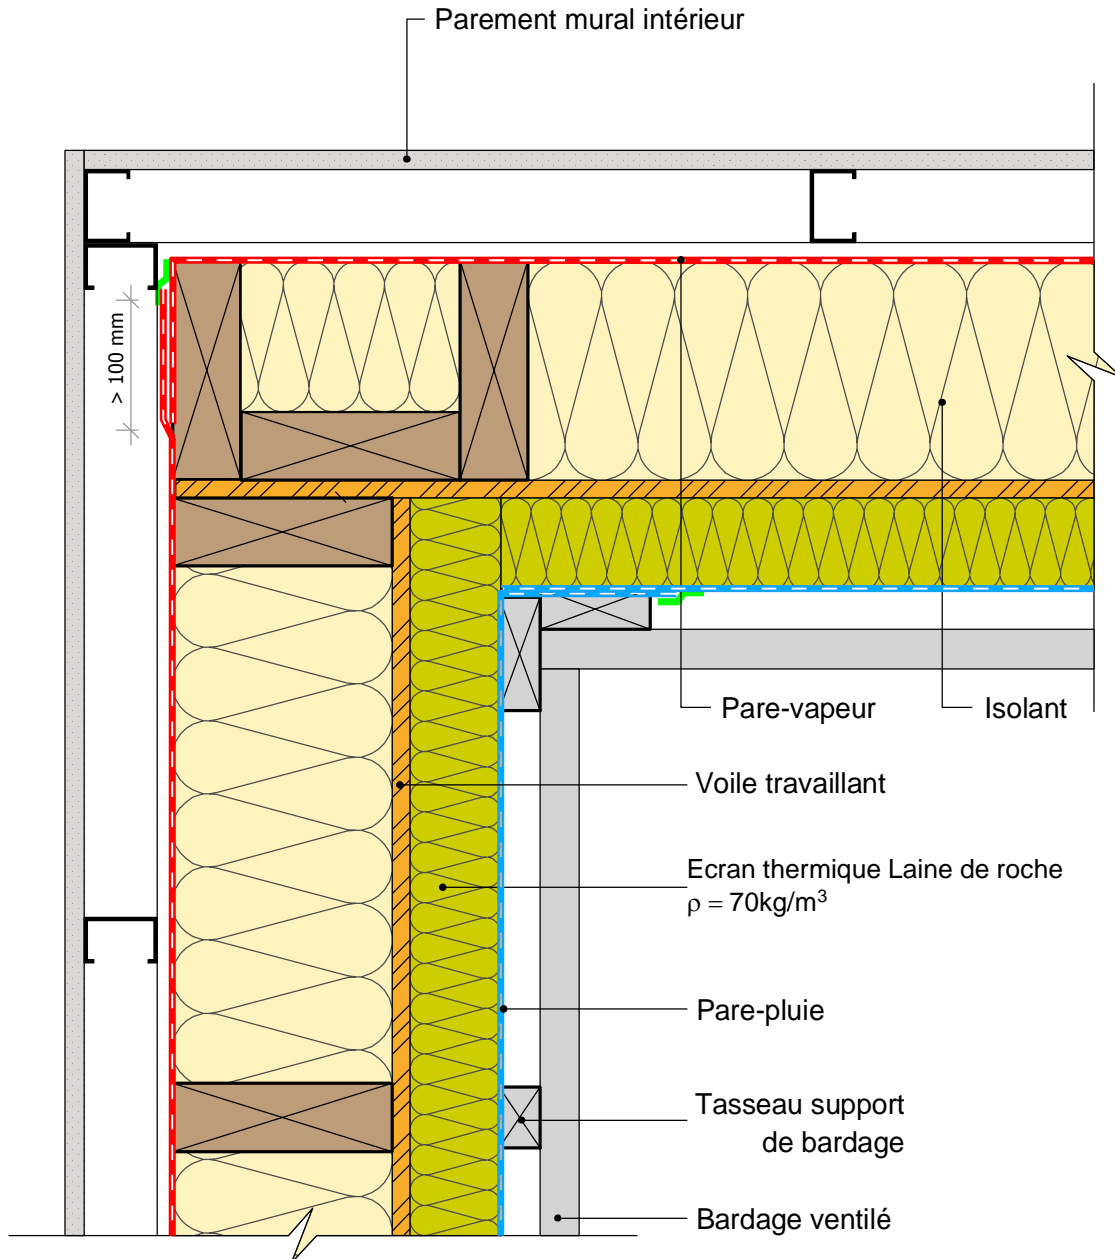 Parement mural intérieur
> 100 mm
Pare-vapeur
Isolant
Voile travaillant
Ecran thermique Laine de roche
ρ = 70kg/m³
Pare-pluie
Tasseau support
de bardage
Bardage ventilé